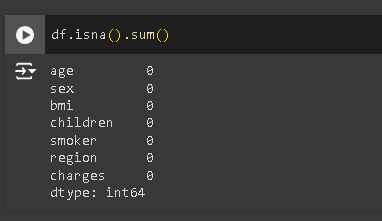 df.isna().sum()
age 0
sex 0
bmi 0
children 0
smoker 0
region 0
charges 0
dtype: int64